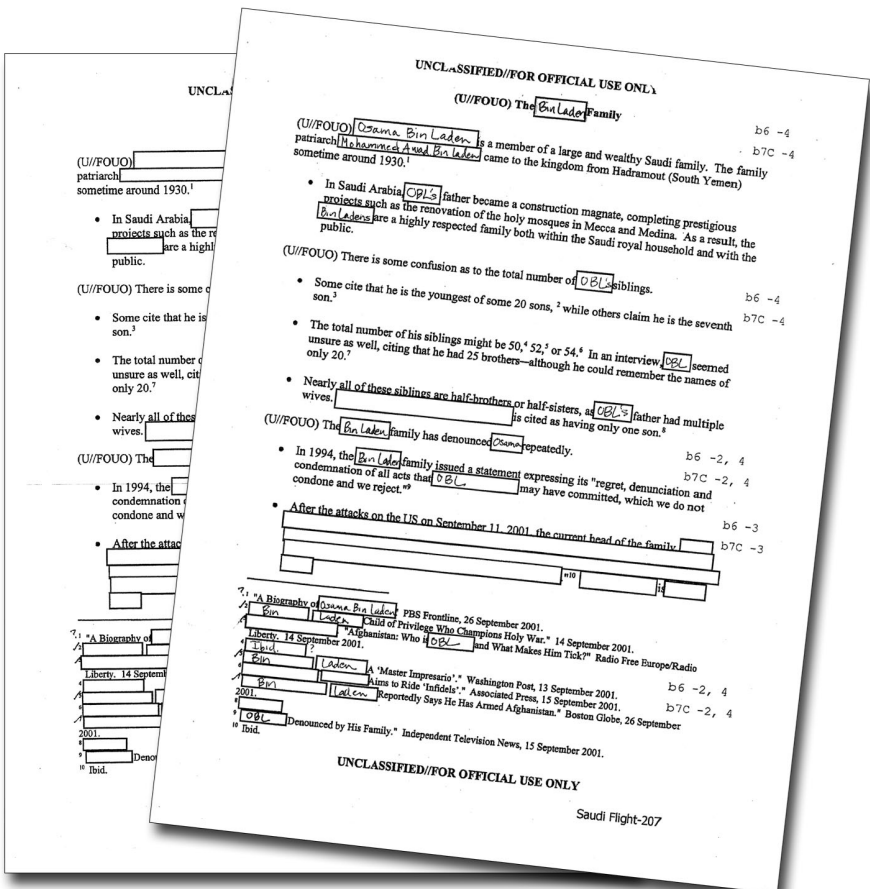 UNCLAS
(U//FOUO)
patriarch
sometime around 1930.¹
• In Saudi Arabia,
projects such as the re
are a highl
public.
(U//FOUO) There is some c
• Some cite that he is
son.³
• The total number o
unsure as well, cit
only 20.⁷
• Nearly all of thes
wives.
(U//FOUO) The
• In 1994, the
condemnation o
condone and w
• After the attac
"A Biography of
Liberty. 14 Septem
2001.
⁸
⁹ Deno
¹⁰ Ibid.
UNCLASSIFIED//FOR OFFICIAL USE ONLY
(U//FOUO) The Bin Laden Family
b6 -4
b7C -4
(U//FOUO) Osama Bin Laden is a member of a large and wealthy Saudi family. The family
patriarch Mohammed Awad Bin laden came to the kingdom from Hadramout (South Yemen)
sometime around 1930.¹
• In Saudi Arabia, OBL's father became a construction magnate, completing prestigious
projects such as the renovation of the holy mosques in Mecca and Medina. As a result, the
Bin Ladens are a highly respected family both within the Saudi royal household and with the
public.
(U//FOUO) There is some confusion as to the total number of OBL's siblings.
b6 -4
b7C -4
• Some cite that he is the youngest of some 20 sons, ² while others claim he is the seventh
son.³
• The total number of his siblings might be 50,⁴ 52,⁵ or 54.⁶ In an interview, OBL seemed
unsure as well, citing that he had 25 brothers—although he could remember the names of
only 20.⁷
• Nearly all of these siblings are half-brothers or half-sisters, as OBL's father had multiple
wives. is cited as having only one son.⁸
(U//FOUO) The Bin Laden family has denounced Osama repeatedly.
b6 -2, 4
b7C -2, 4
• In 1994, the Bin Laden family issued a statement expressing its "regret, denunciation and
condemnation of all acts that OBL may have committed, which we do not
condone and we reject."⁹
b6 -3
b7C -3
• After the attacks on the US on September 11, 2001, the current head of the family
"¹⁰ is
¹ "A Biography of Osama Bin Laden" PBS Frontline, 26 September 2001.
Bin Laden Child of Privilege Who Champions Holy War." 14 September 2001.
"Afghanistan: Who is OBL and What Makes Him Tick?" Radio Free Europe/Radio
Liberty. 14 September 2001.
Ibid. ?
Bin Laden A 'Master Impresario'." Washington Post, 13 September 2001.
Aims to Ride 'Infidels'." Associated Press, 15 September 2001.
Bin Laden Reportedly Says He Has Armed Afghanistan." Boston Globe, 26 September
2001.
b6 -2, 4
b7C -2, 4
⁸
⁹ OBL Denounced by His Family." Independent Television News, 15 September 2001.
¹⁰ Ibid.
UNCLASSIFIED//FOR OFFICIAL USE ONLY
Saudi Flight-207